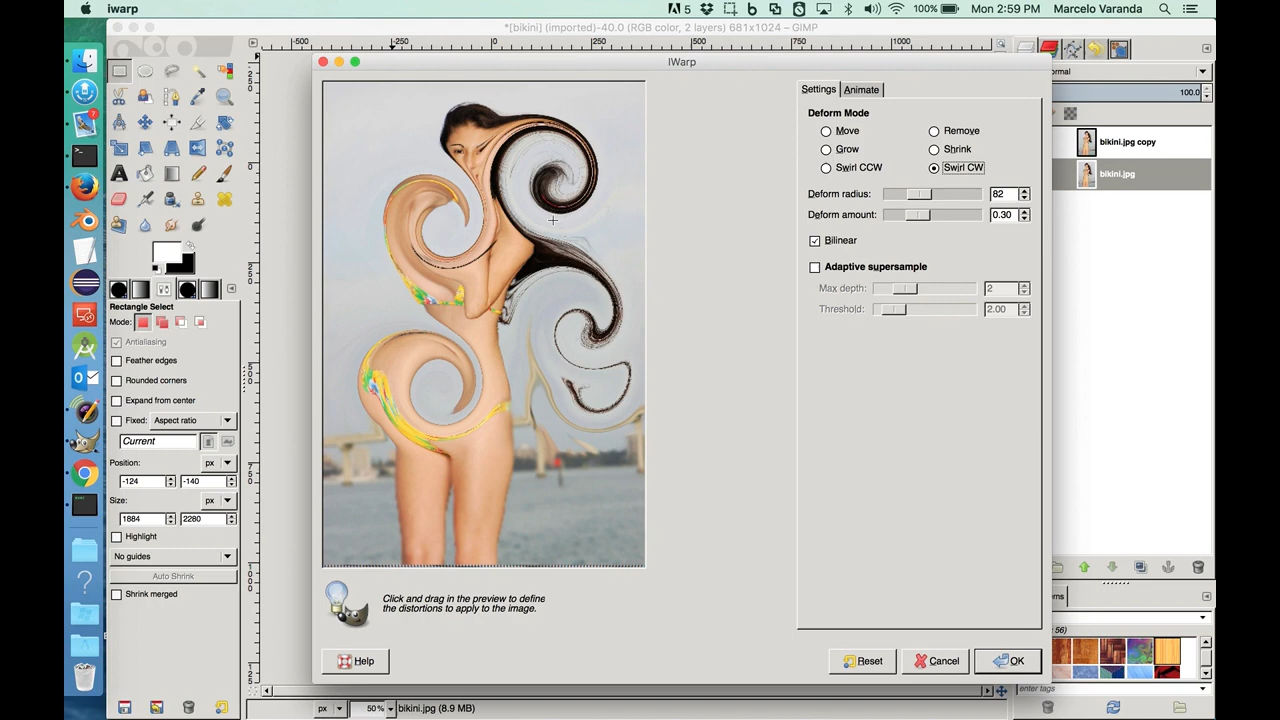 iwarp
5
100%
Mon 2:59 PM
Marcelo Varanda
*[bikini] (imported)-40.0 (RGB color, 2 layers) 681x1024 – GIMP
-500
-250
0
250
500
750
1000
IWarp
Settings
Animate
Deform Mode
Move
Remove
Grow
Shrink
Swirl CCW
Swirl CW
Deform radius:
82
Deform amount:
0.30
Bilinear
Adaptive supersample
Max depth:
2
Threshold:
2.00
Click and drag in the preview to define
the distortions to apply to the image.
Help
Reset
Cancel
OK
Rectangle Select
Mode:
Antialiasing
Feather edges
Rounded corners
Expand from center
Fixed:
Aspect ratio
Current
Position:
px
-124
-140
Size:
px
1884
2280
Highlight
No guides
Auto Shrink
Shrink merged
ormal
100.0
bikini.jpg copy
bikini.jpg
rns
56)
enter tags
px
50%
bikini.jpg (8.9 MB)